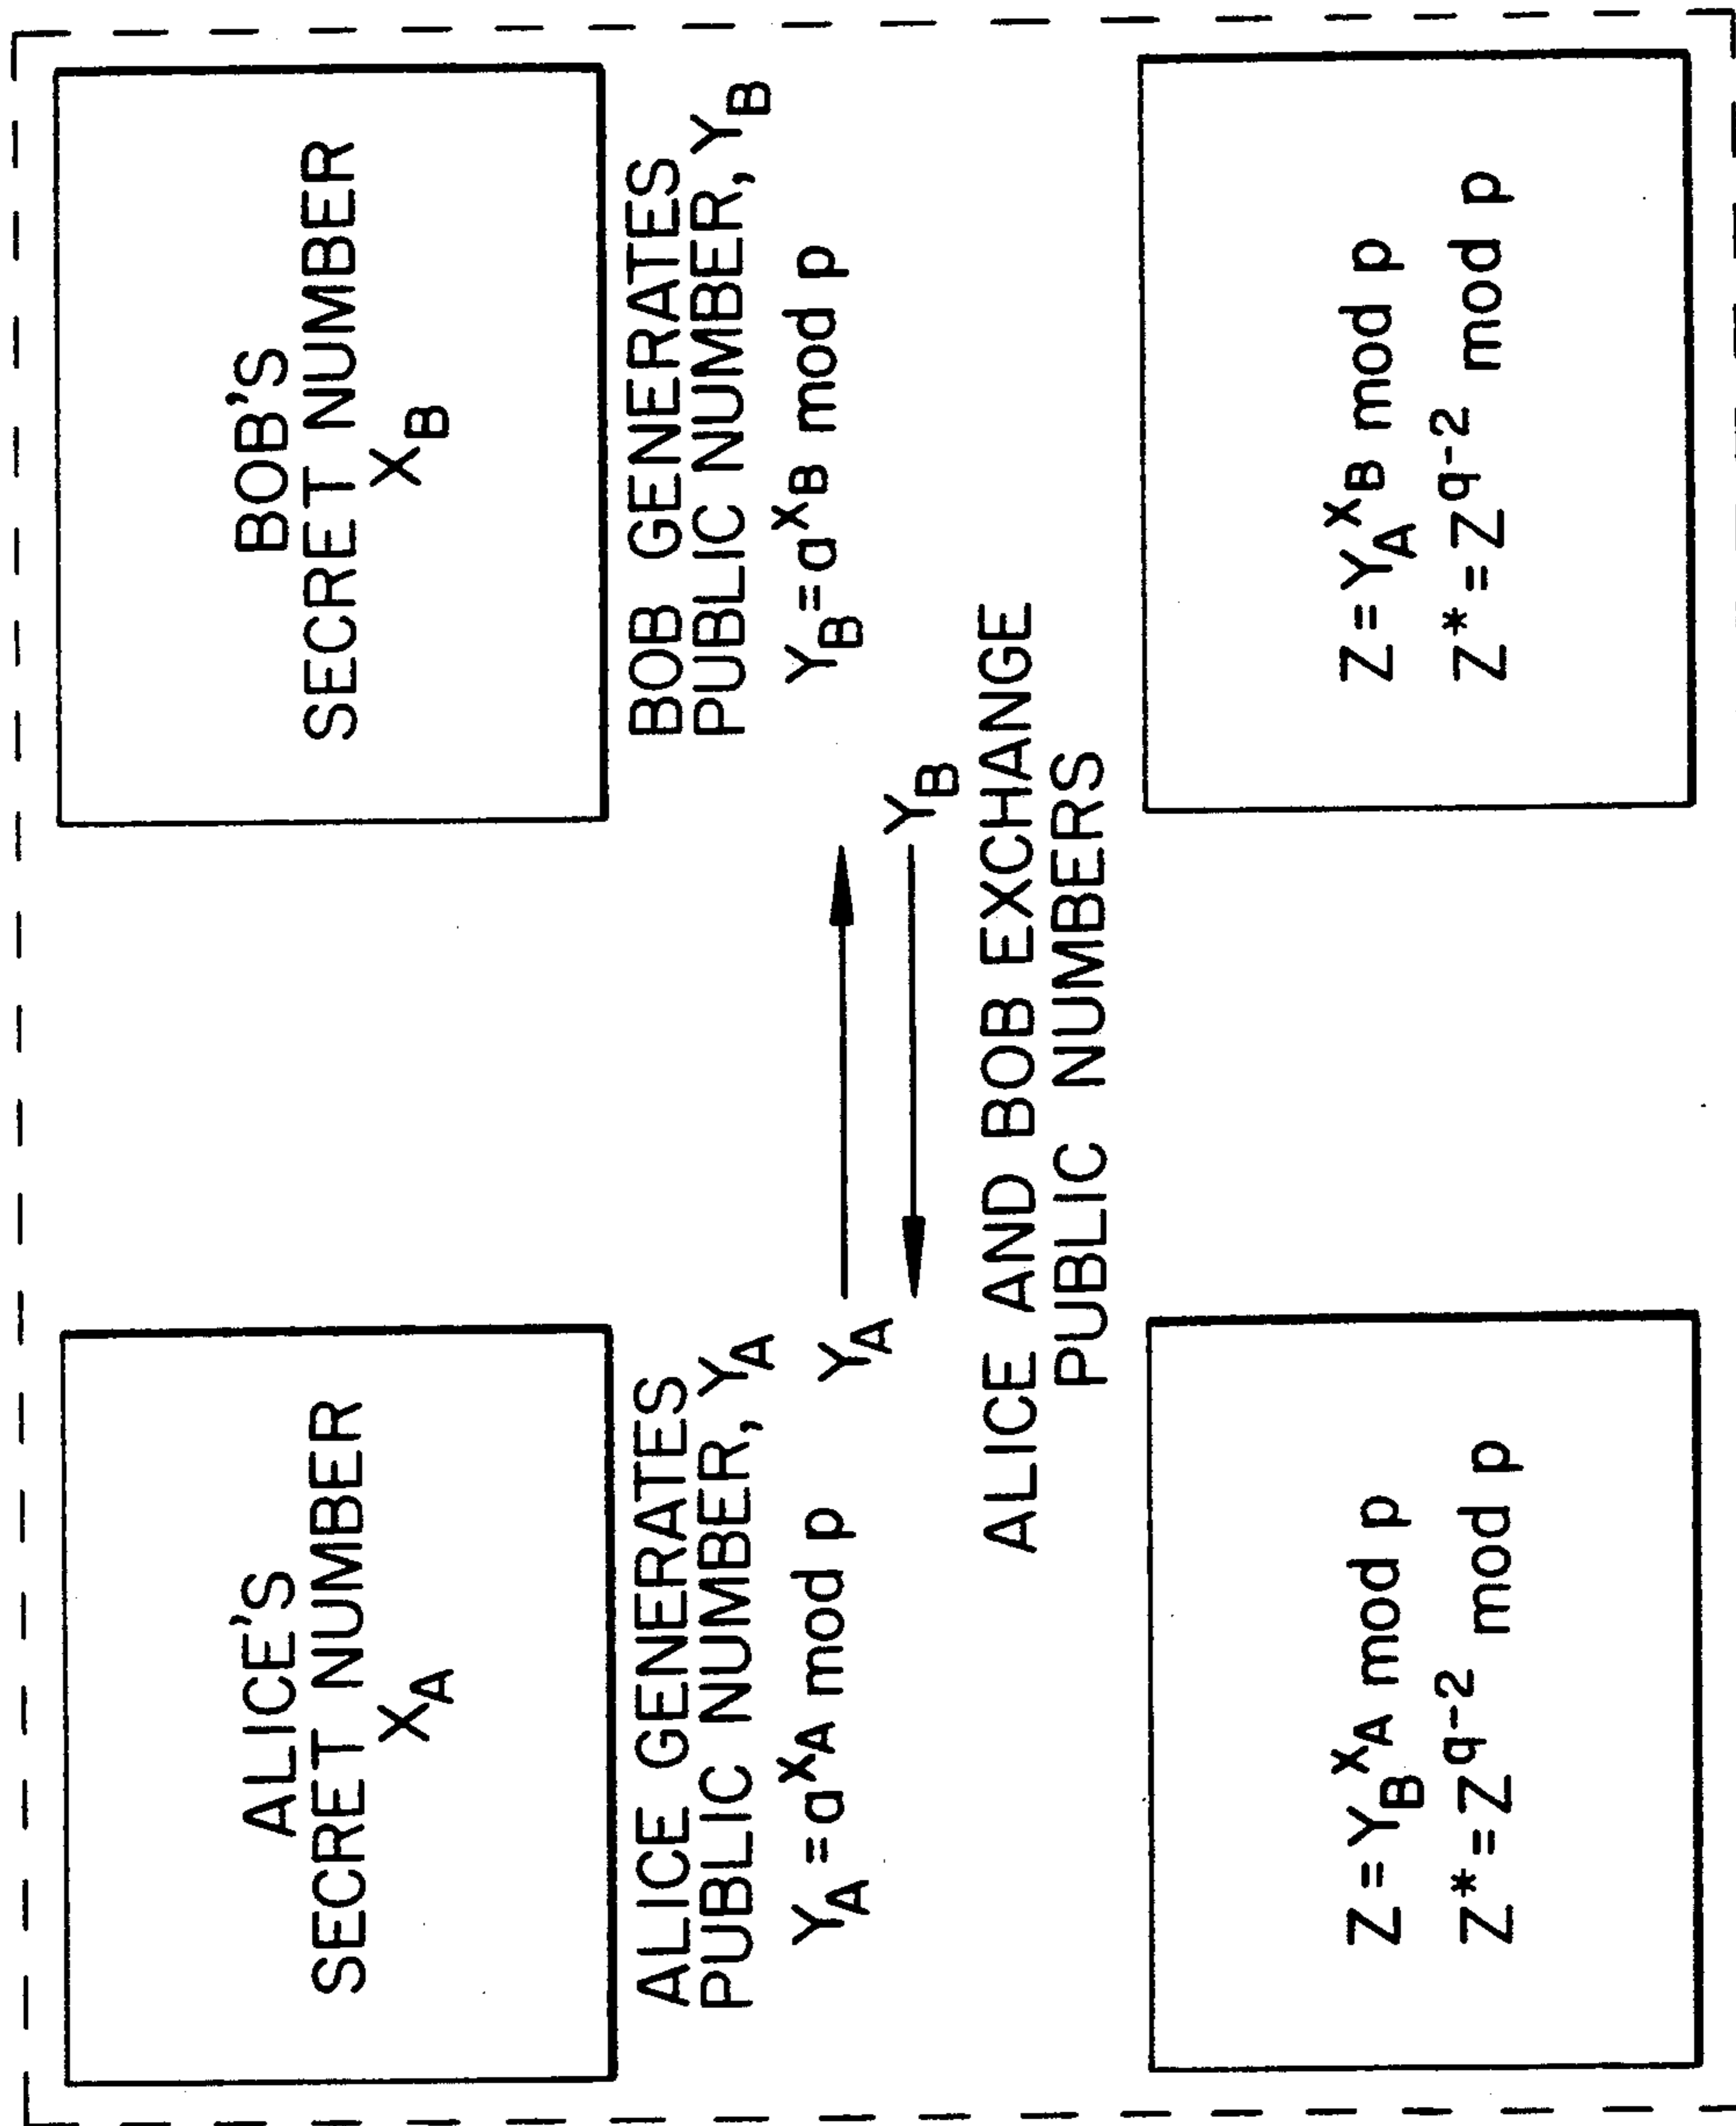 ALICE'S
SECRET NUMBER
X_A
ALICE GENERATES
PUBLIC NUMBER, Y_A
Y_A = a^X_A mod p
Y_A
BOB'S
SECRET NUMBER
X_B
BOB GENERATES
PUBLIC NUMBER, Y_B
Y_B = a^X_B mod p
Y_B
ALICE AND BOB EXCHANGE
PUBLIC NUMBERS
Z = Y_B^X_A mod p
Z* = Z^q-2 mod p
Z = Y_A^X_B mod p
Z* = Z^q-2 mod p